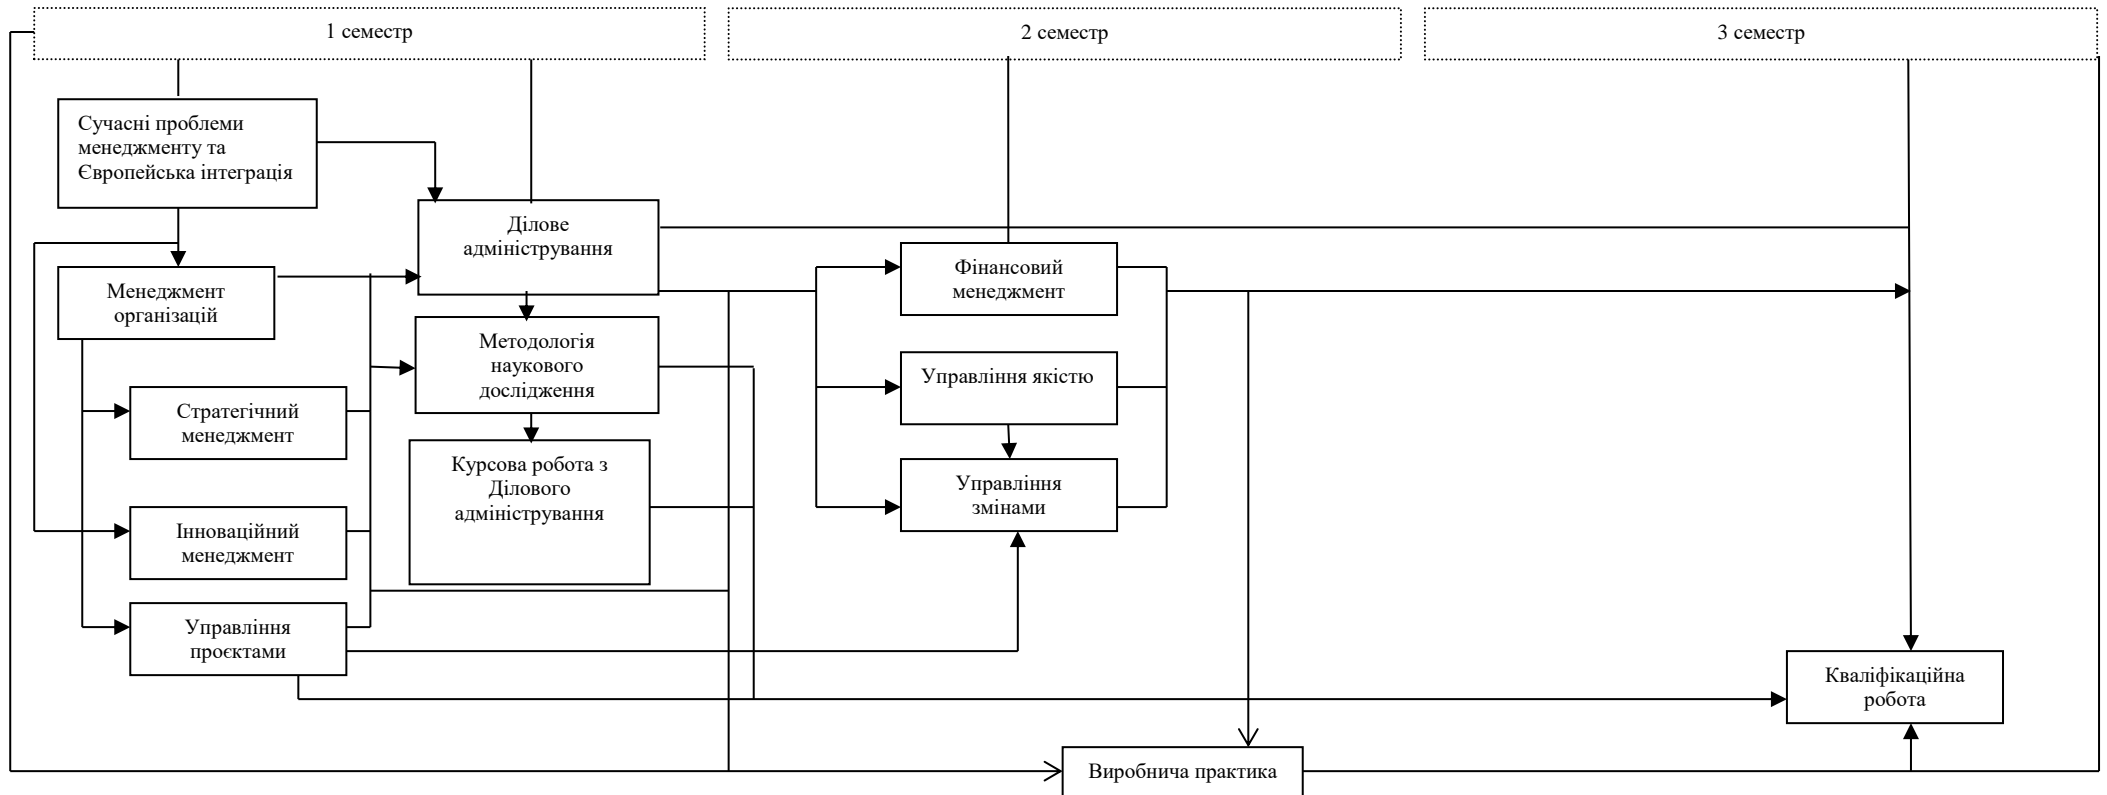 1 семестр
2 семестр
3 семестр
Сучасні проблеми
менеджменту та
Європейська інтеграція
Ділове
адміністрування
Менеджмент
організацій
Фінансовий
менеджмент
Методологія
наукового
дослідження
Управління якістю
Стратегічний
менеджмент
Курсова робота з
Ділового
адміністрування
Управління
змінами
Інноваційний
менеджмент
Управління
проєктами
Кваліфікаційна
робота
Виробнича практика